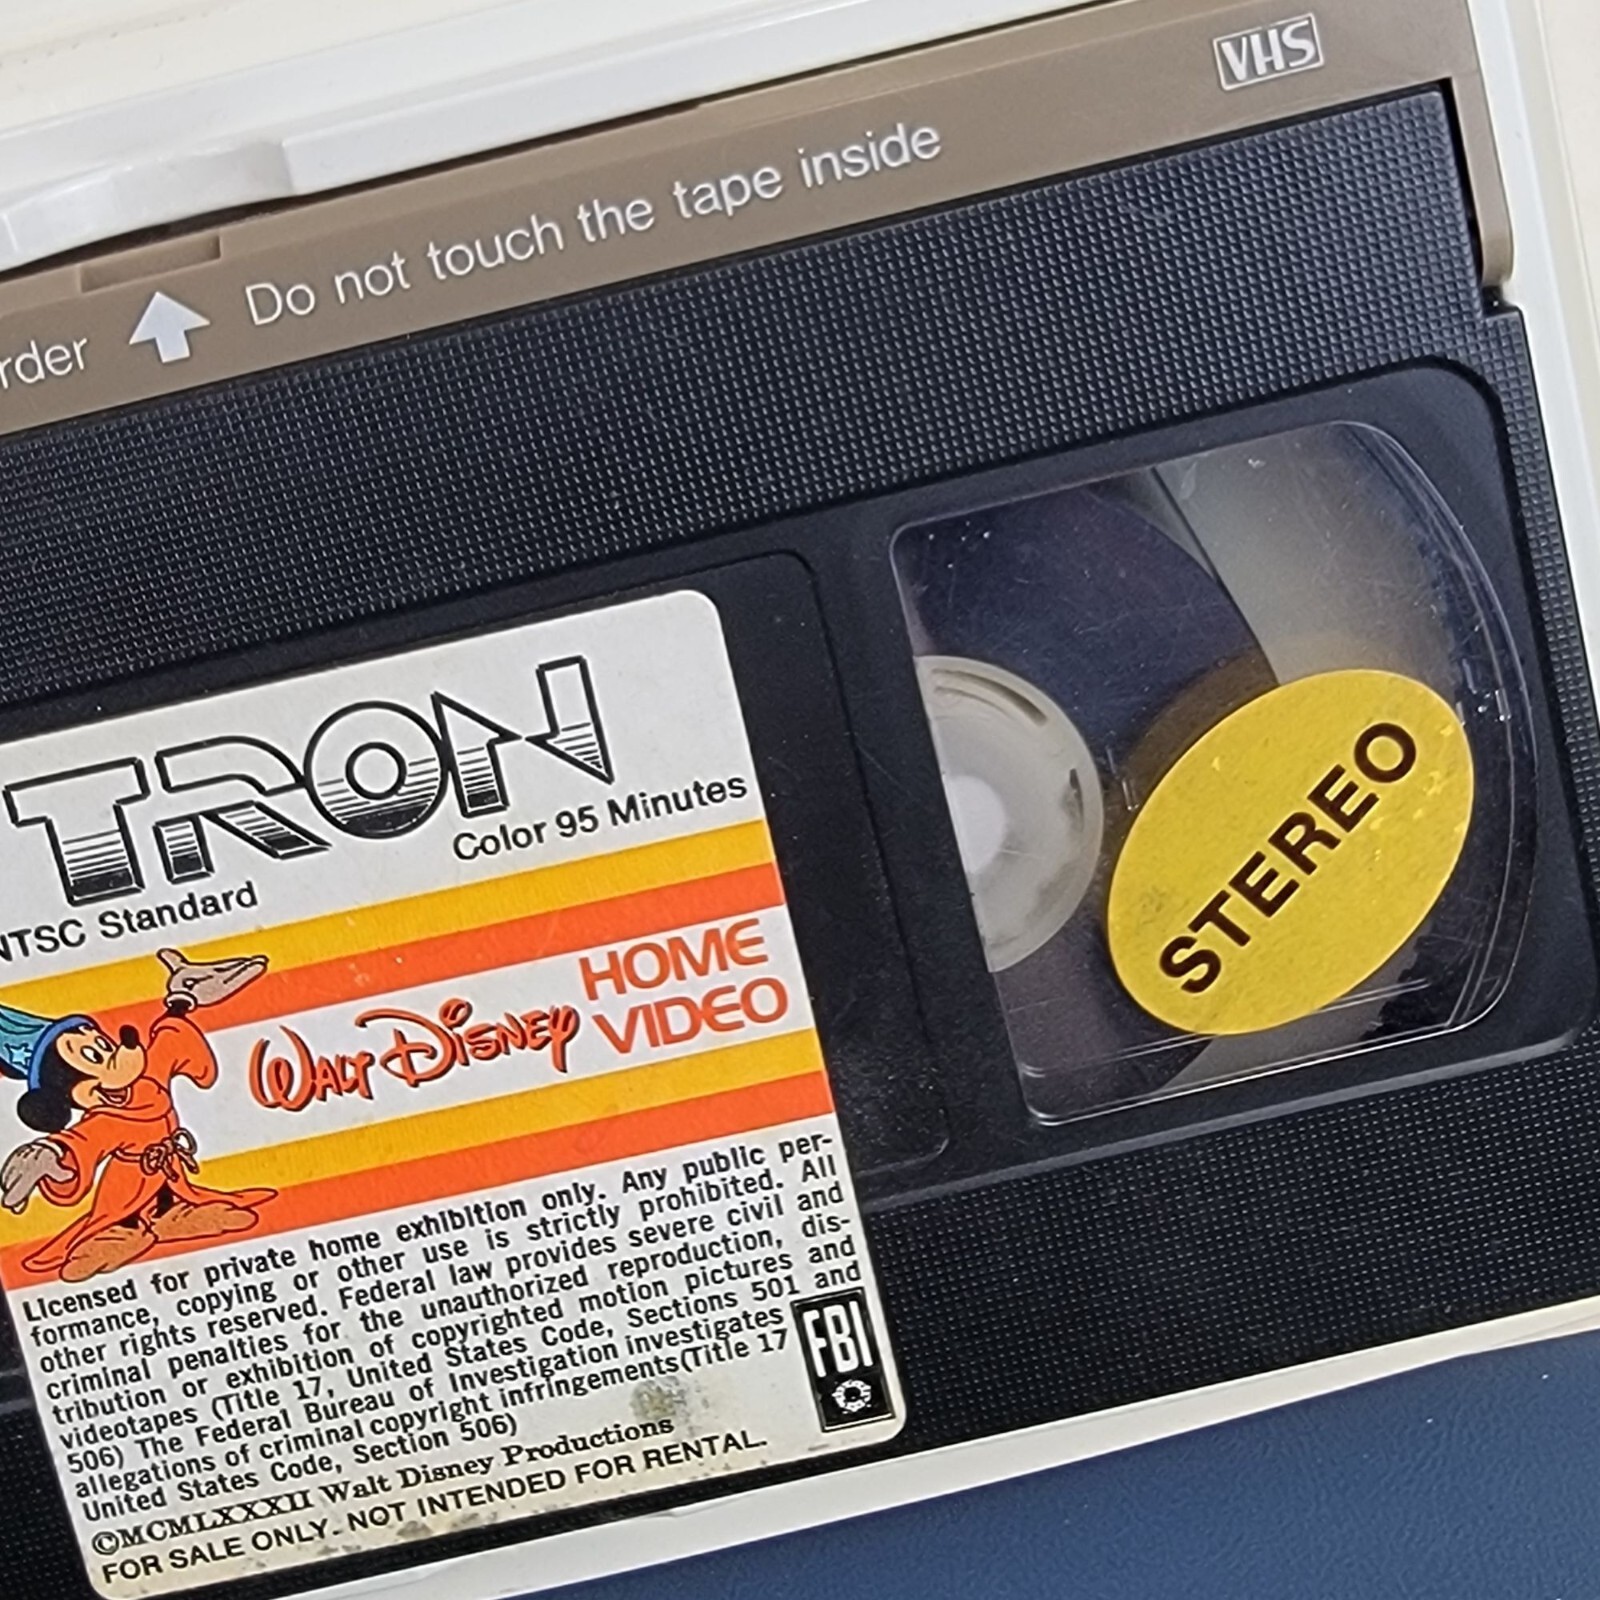 VHS
Do not touch the tape inside
TRON
Color 95 Minutes
NTSC Standard
WALT DISNEY HOME VIDEO
STEREO
Licensed for private home exhibition only. Any public per-
formance, copying or other use is strictly prohibited. All
other rights reserved. Federal law provides severe civil and
criminal penalties for the unauthorized reproduction, dis-
tribution or exhibition of copyrighted motion pictures and
videotapes (Title 17, United States Code, Sections 501 and
506) The Federal Bureau of Investigation investigates
allegations of criminal copyright infringements(Title 17
United States Code, Section 506)
FBI
©MCMLXXXII Walt Disney Productions
FOR SALE ONLY. NOT INTENDED FOR RENTAL.